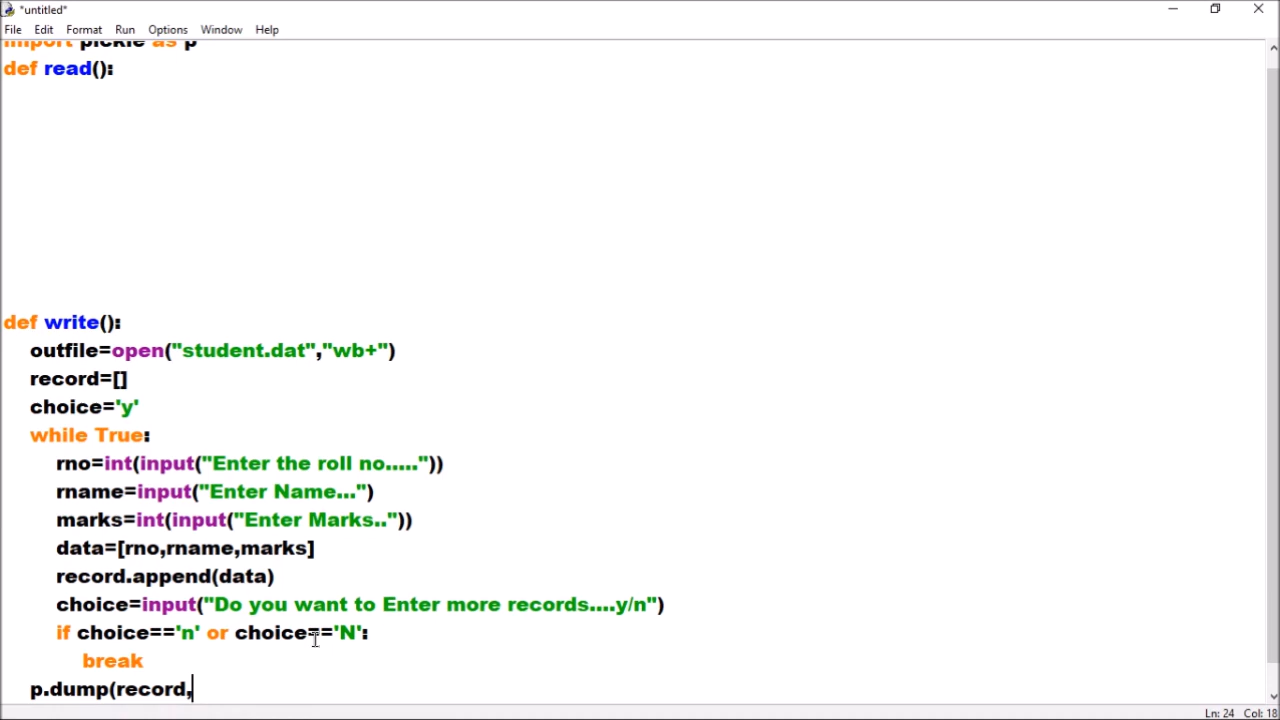 *untitled*
File Edit Format Run Options Window Help
import pickle as p
def read():
def write():
outfile=open("student.dat","wb+")
record=[]
choice='y'
while True:
rno=int(input("Enter the roll no....."))
rname=input("Enter Name...")
marks=int(input("Enter Marks.."))
data=[rno,rname,marks]
record.append(data)
choice=input("Do you want to Enter more records....y/n")
if choice=='n' or choice=='N':
break
p.dump(record,
Ln: 24 Col: 18